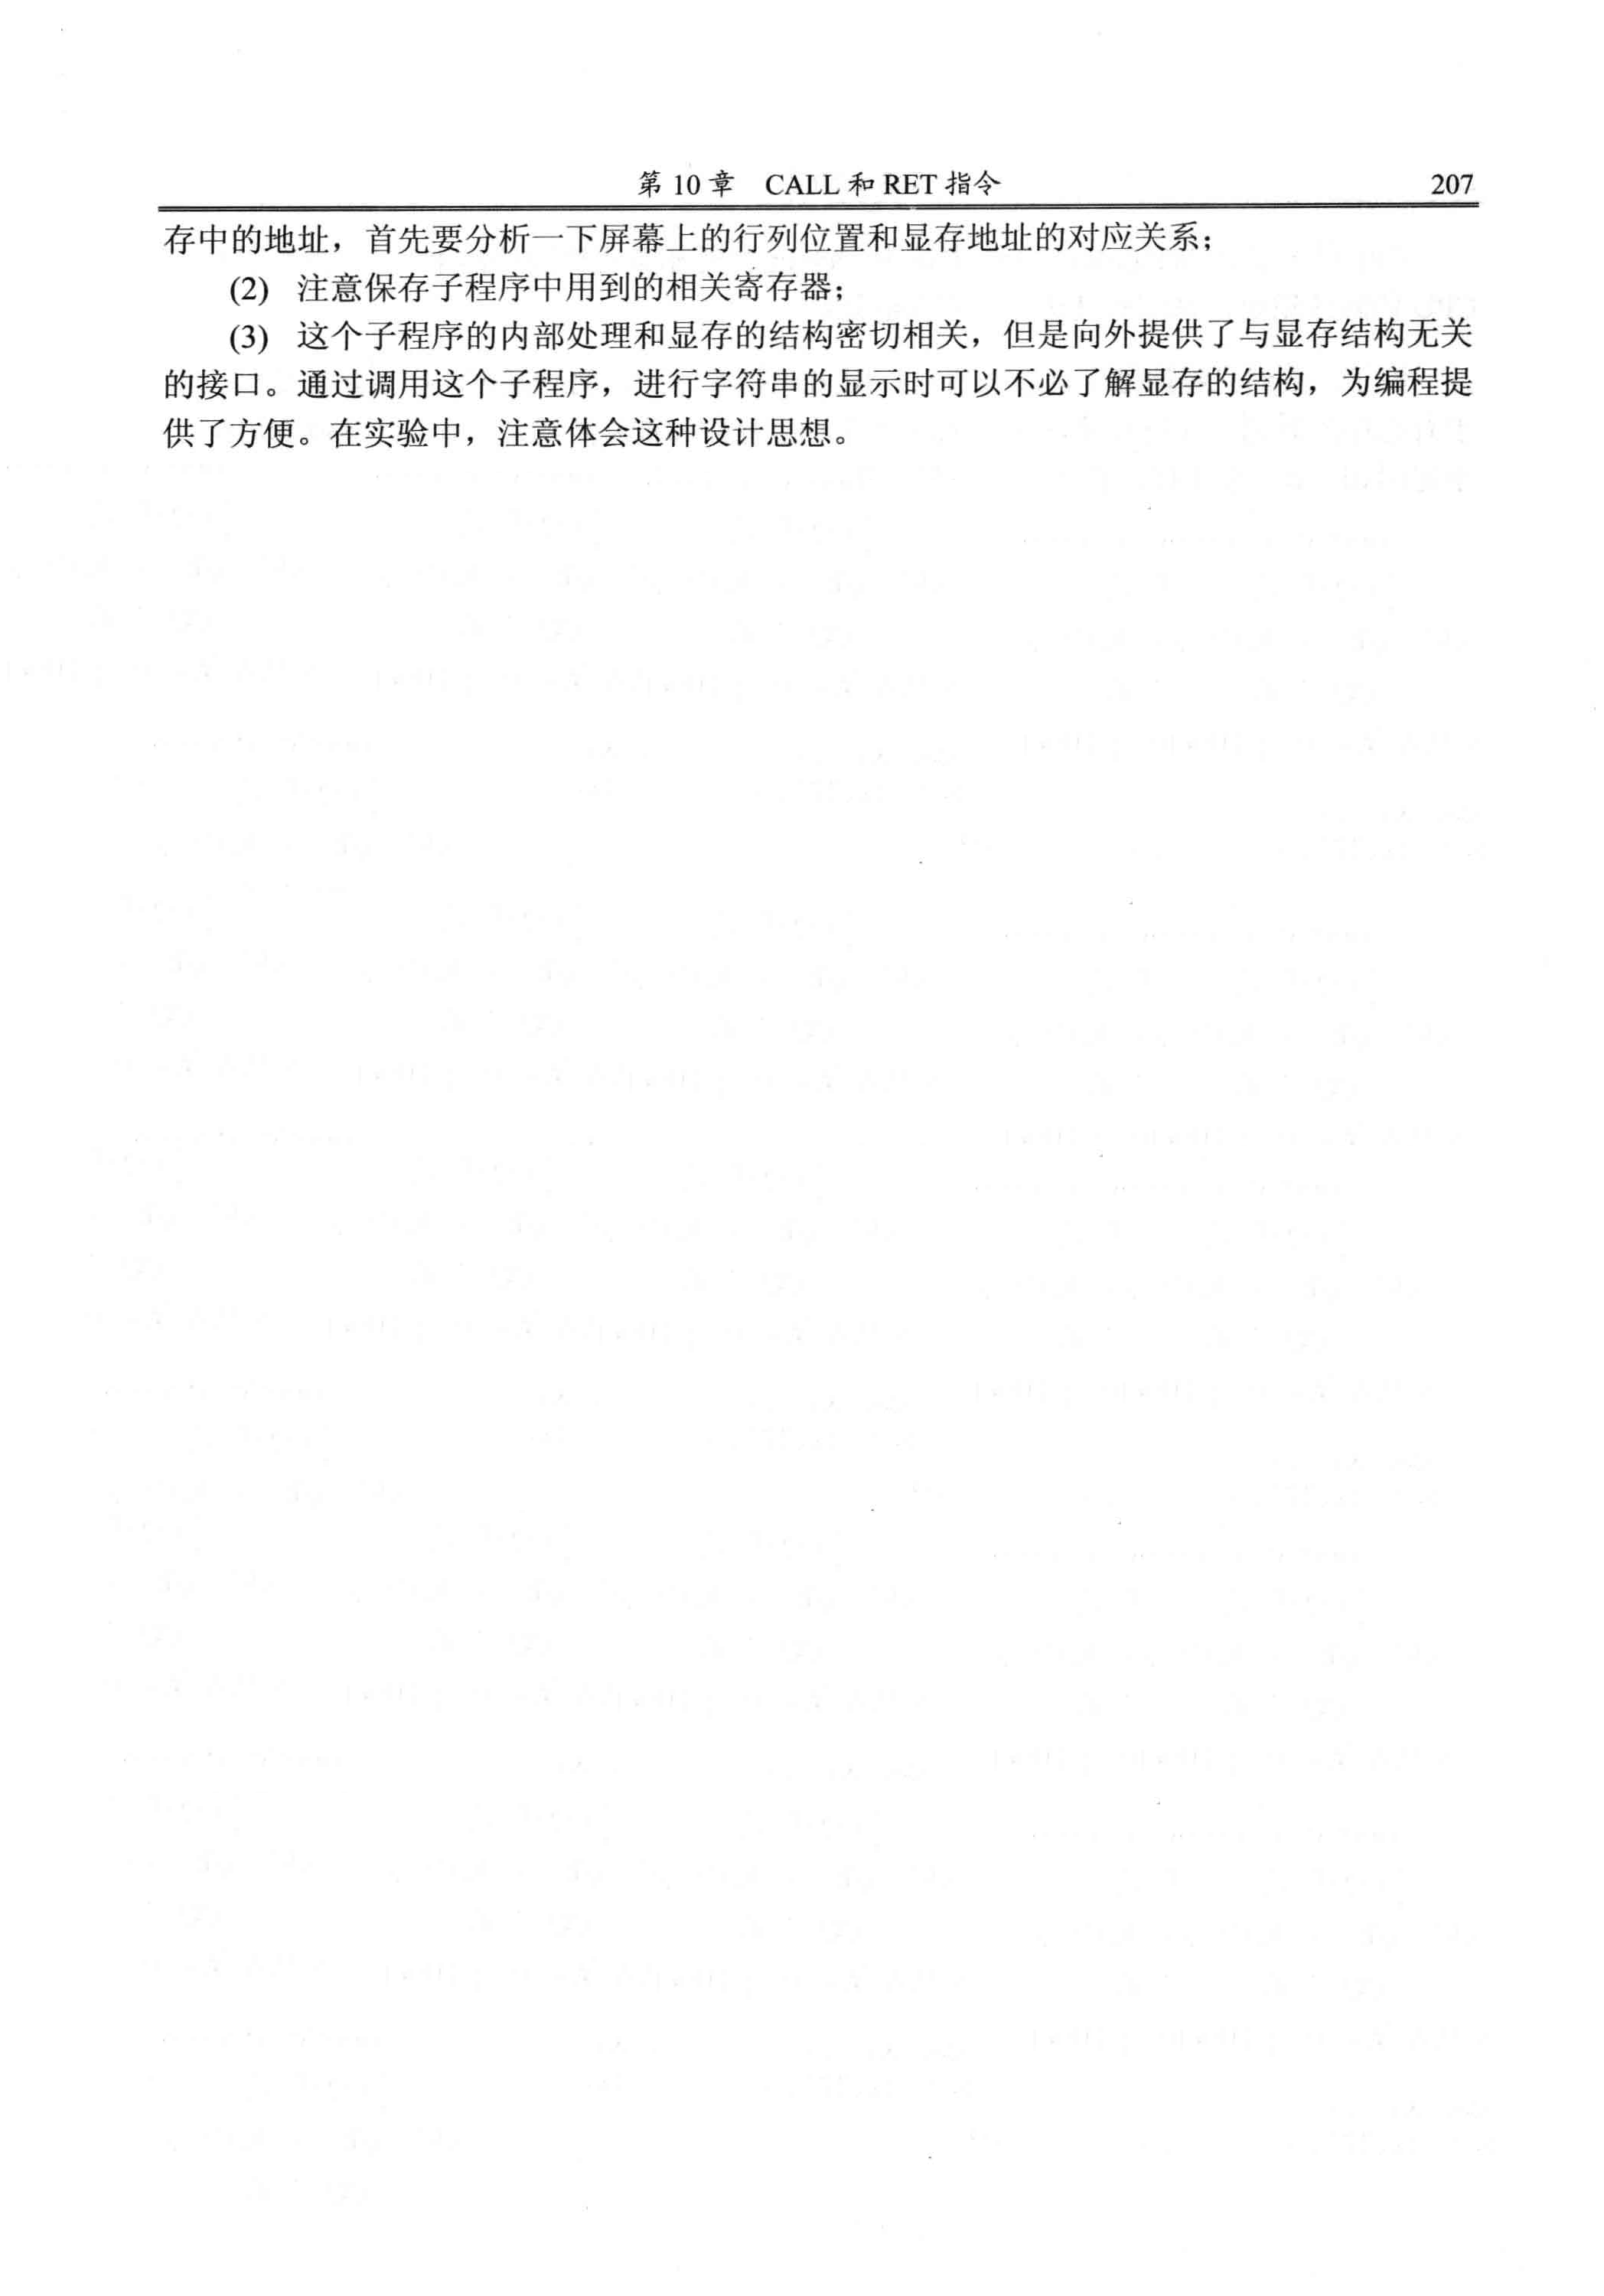 第 10 章 CALL 和 RET 指令 207
存中的地址，首先要分析一下屏幕上的行列位置和显存地址的对应关系；
(2) 注意保存子程序中用到的相关寄存器；
(3) 这个子程序的内部处理和显存的结构密切相关，但是向外提供了与显存结构无关
的接口。通过调用这个子程序，进行字符串的显示时可以不必了解显存的结构，为编程提
供了方便。在实验中，注意体会这种设计思想。